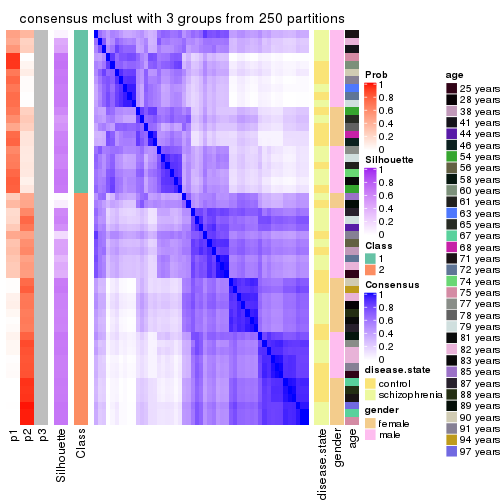 consensus mclust with 3 groups from 250 partitions
p1
p2
p3
Silhouette
Class
disease.state
gender
age
Prob
1
0.8
0.6
0.4
0.2
0
Silhouette
1
0.8
0.6
0.4
0.2
0
Class
1
2
Consensus
1
0.8
0.6
0.4
0.2
0
disease.state
control
schizophrenia
gender
female
male
age
25 years
28 years
38 years
41 years
44 years
46 years
54 years
56 years
58 years
60 years
61 years
63 years
65 years
67 years
68 years
71 years
72 years
74 years
75 years
77 years
78 years
79 years
81 years
82 years
83 years
85 years
87 years
88 years
89 years
90 years
91 years
94 years
97 years